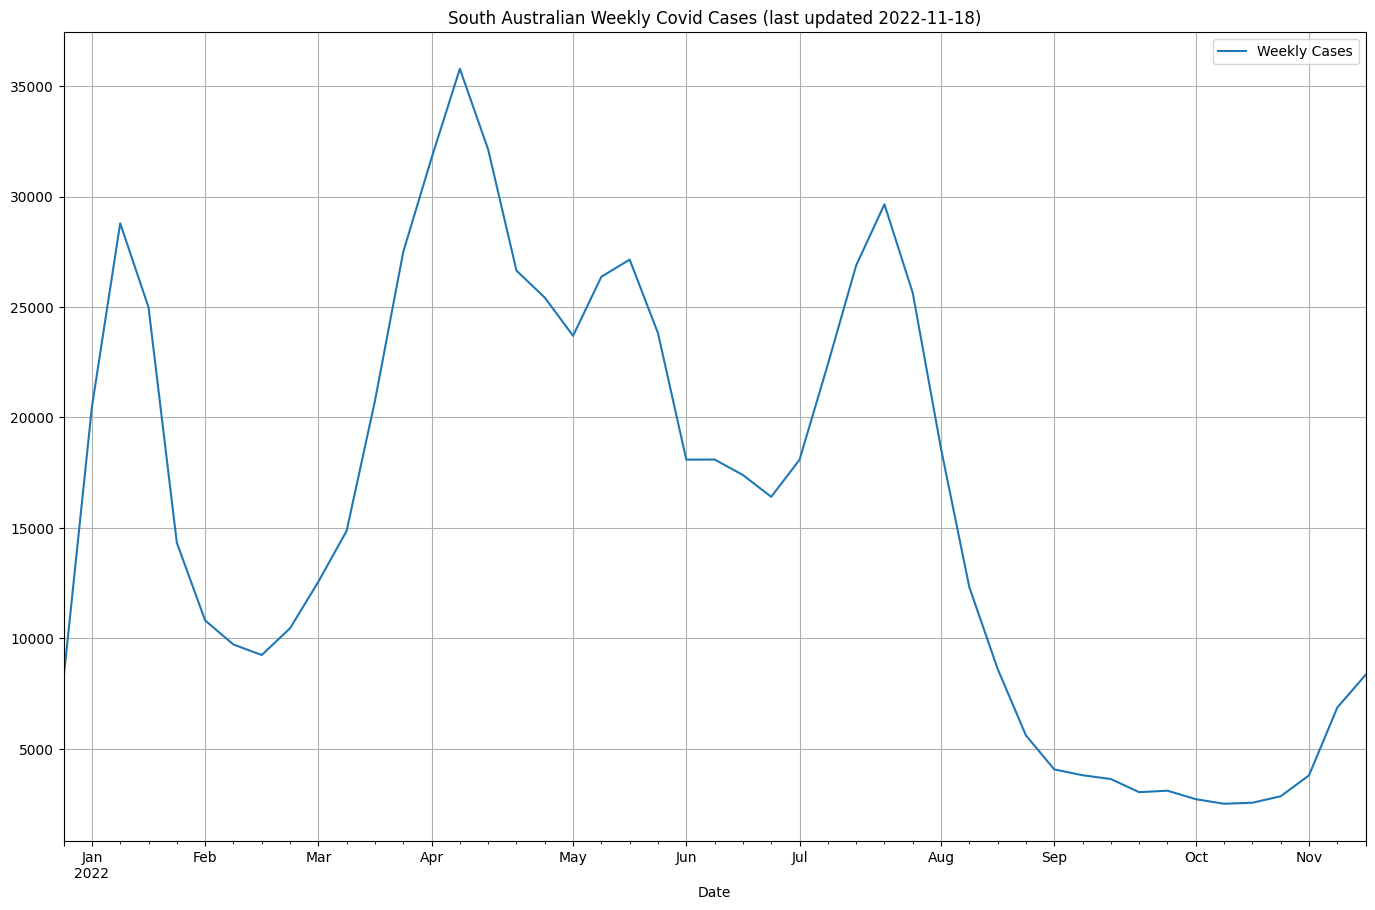 South Australian Weekly Covid Cases (last updated 2022-11-18)
Weekly Cases
35000
30000
25000
20000
15000
10000
5000
Jan Feb Mar Apr May Jun Jul Aug Sep Oct Nov
2022
Date